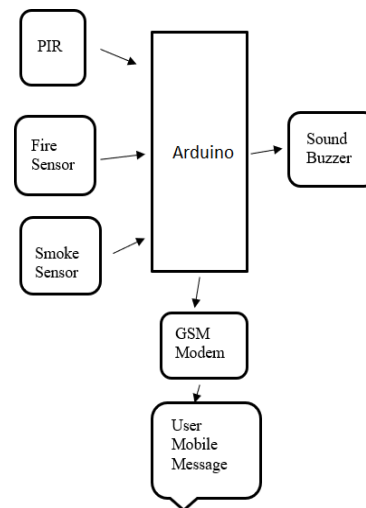 PIR
Fire
Sensor
Smoke
Sensor
Arduino
Sound
Buzzer
GSM
Modem
User
Mobile
Message